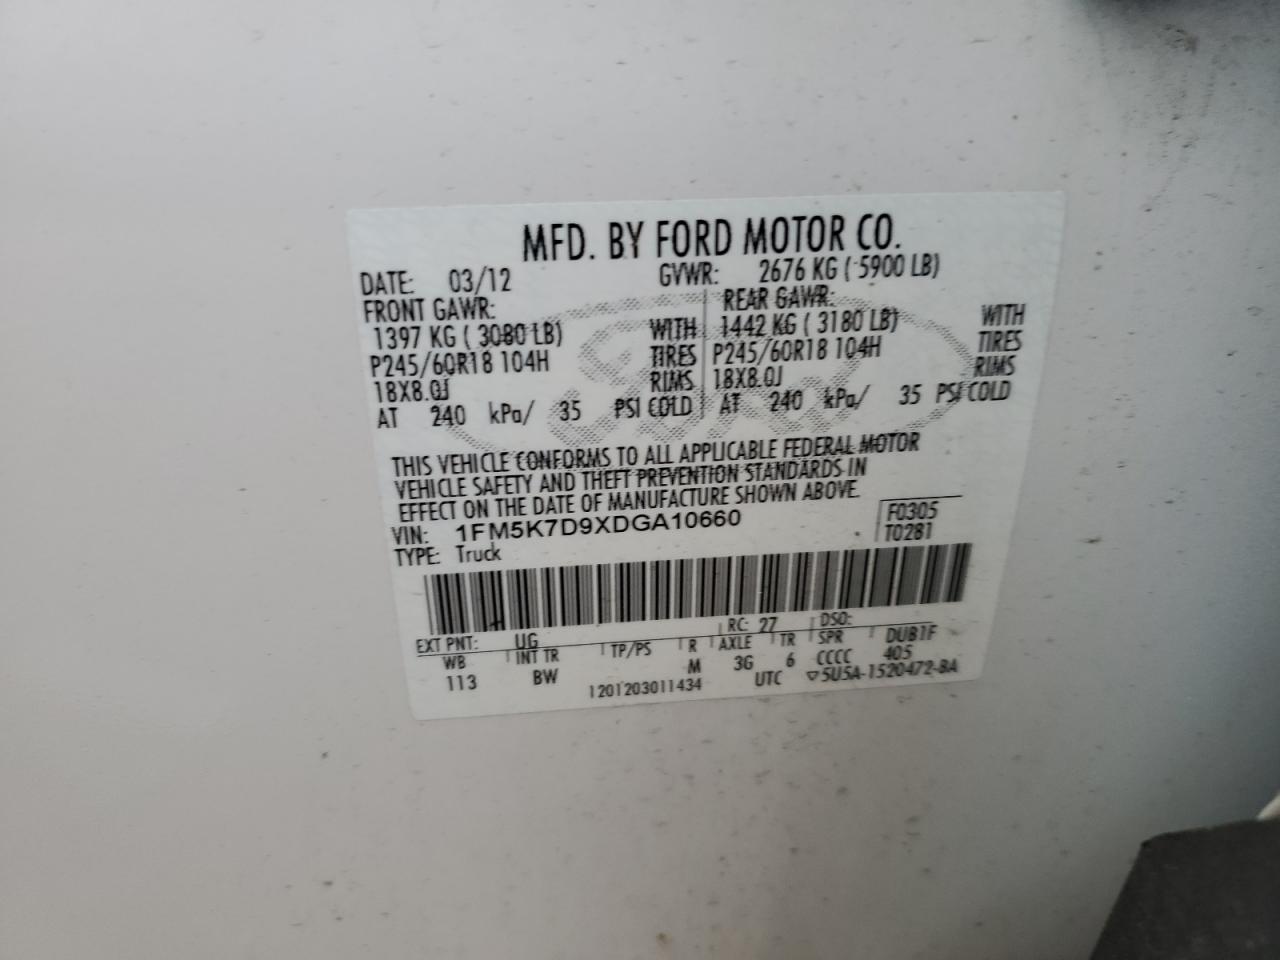 MFD. BY FORD MOTOR CO.
DATE: 03/12 GVWR: 2676 KG ( 5900 LB)
FRONT GAWR: REAR GAWR:
1397 KG ( 3080 LB) WITH 1442 KG ( 3180 LB) WITH
P245/60R18 104H TIRES P245/60R18 104H TIRES
18X8.0J RIMS 18X8.0J RIMS
AT 240 kPa/ 35 PSI COLD AT 240 kPa/ 35 PSI COLD
THIS VEHICLE CONFORMS TO ALL APPLICABLE FEDERAL MOTOR
VEHICLE SAFETY AND THEFT PREVENTION STANDARDS IN
EFFECT ON THE DATE OF MANUFACTURE SHOWN ABOVE.
VIN: 1FM5K7D9XDGA10660 F0305
TYPE: Truck T0281
EXT PNT: UG RC: 27 DSO:
WB INT TR TP/PS R AXLE TR SPR DUB1F
113 BW M 3G 6 CCCC 405
1201203011434 UTC ▽5U5A-1520472-BA